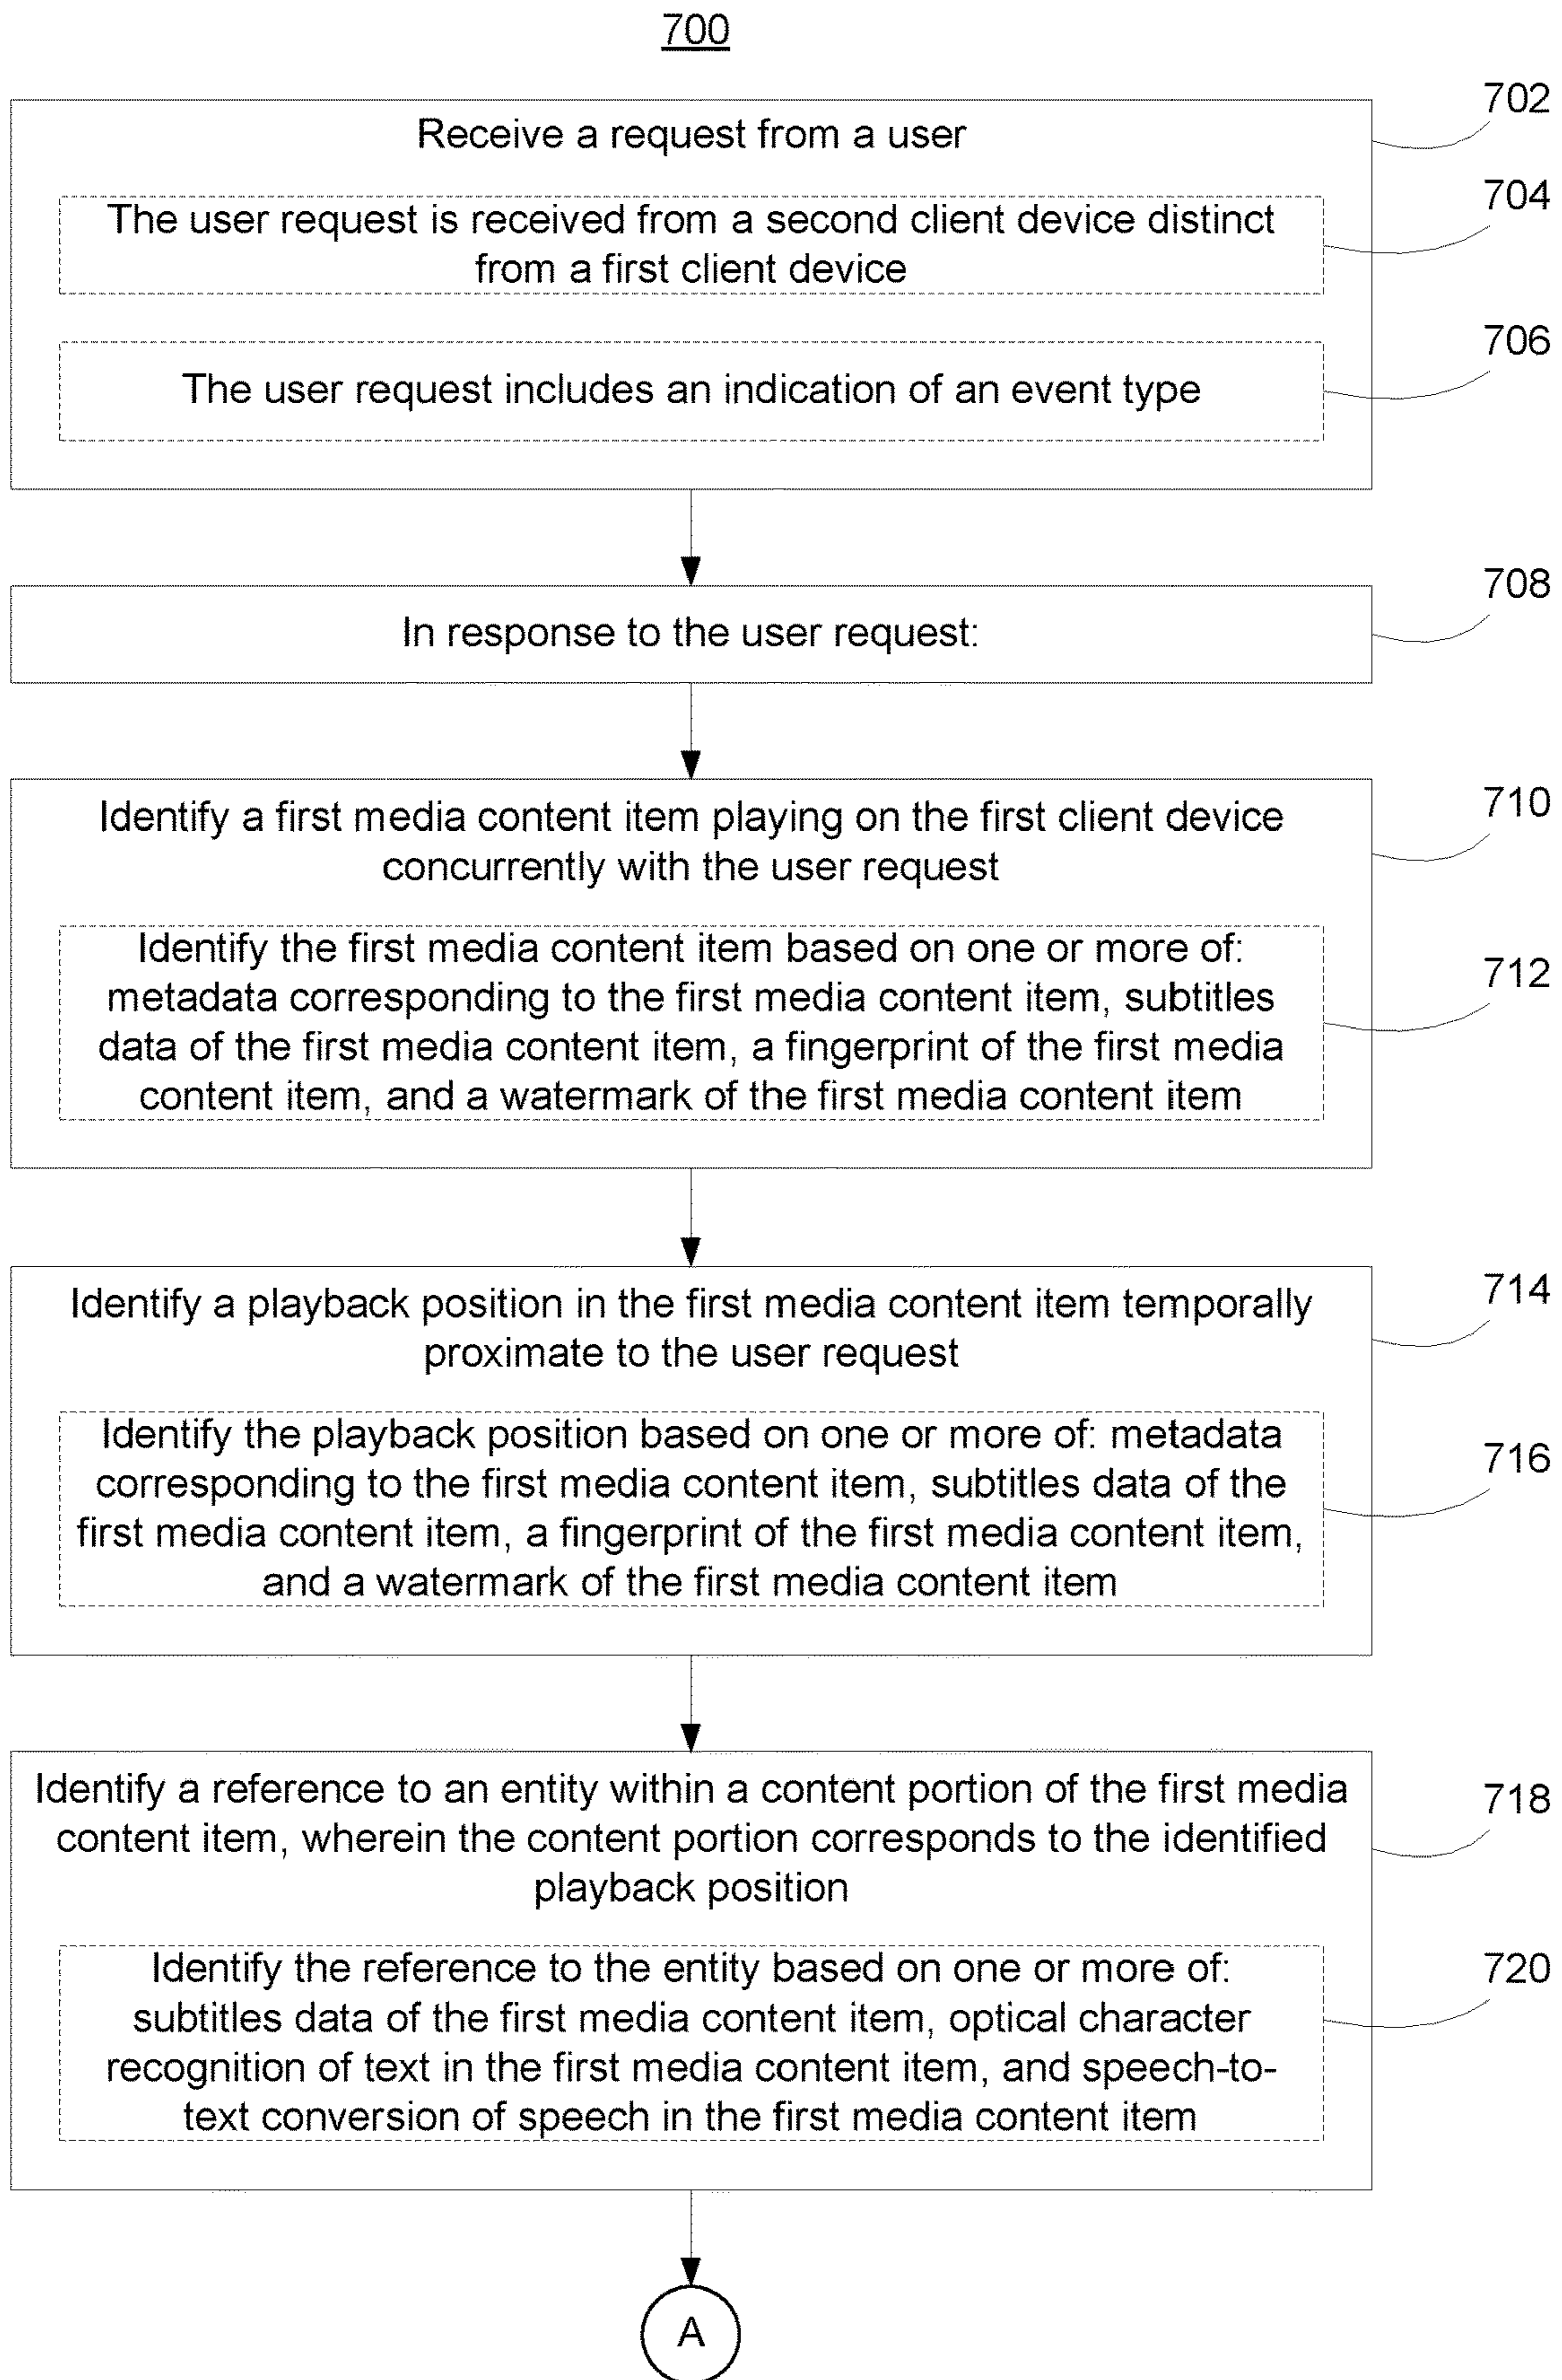 700
702
Receive a request from a user
704
The user request is received from a second client device distinct
from a first client device
706
The user request includes an indication of an event type
708
In response to the user request:
710
Identify a first media content item playing on the first client device
concurrently with the user request
712
Identify the first media content item based on one or more of:
metadata corresponding to the first media content item, subtitles
data of the first media content item, a fingerprint of the first media
content item, and a watermark of the first media content item
714
Identify a playback position in the first media content item temporally
proximate to the user request
716
Identify the playback position based on one or more of: metadata
corresponding to the first media content item, subtitles data of the
first media content item, a fingerprint of the first media content item,
and a watermark of the first media content item
718
Identify a reference to an entity within a content portion of the first media
content item, wherein the content portion corresponds to the identified
playback position
720
Identify the reference to the entity based on one or more of:
subtitles data of the first media content item, optical character
recognition of text in the first media content item, and speech-to-
text conversion of speech in the first media content item
A